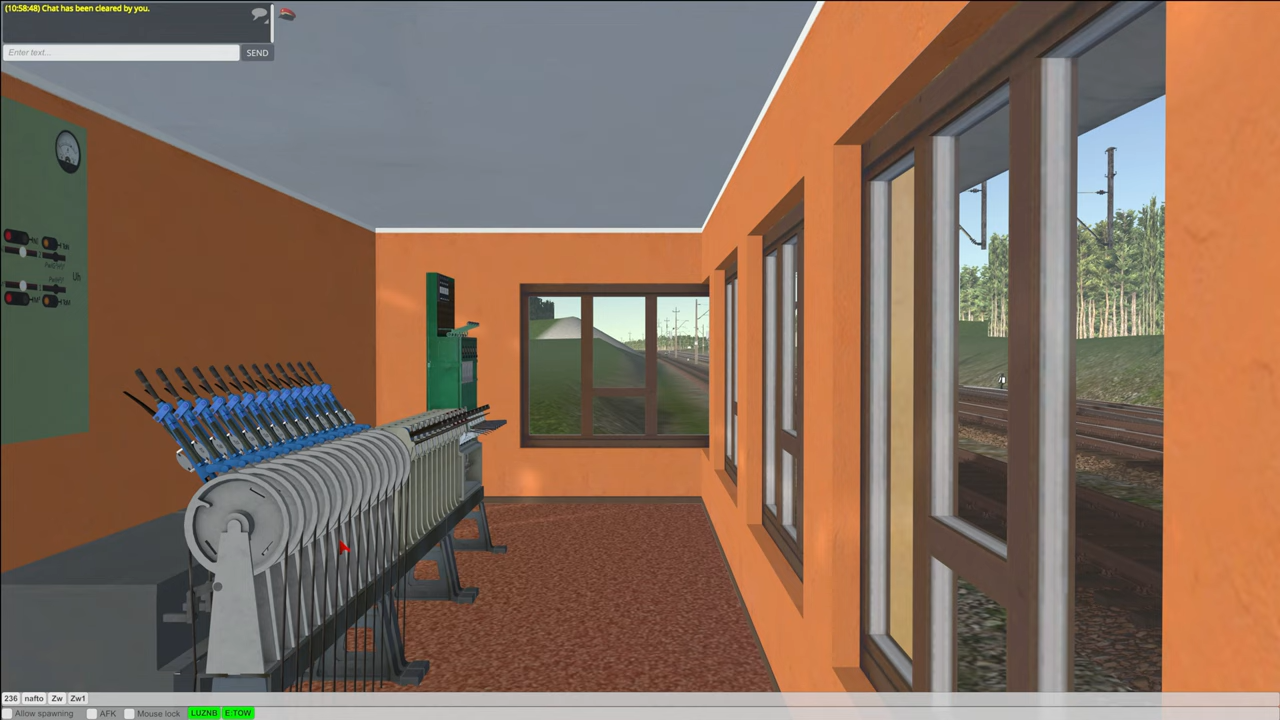 (10:58:48) Chat has been cleared by you.
Enter text...
SEND
236 nafto Zw Zw1
Allow spawning AFK Mouse lock LUZNB E:TOW